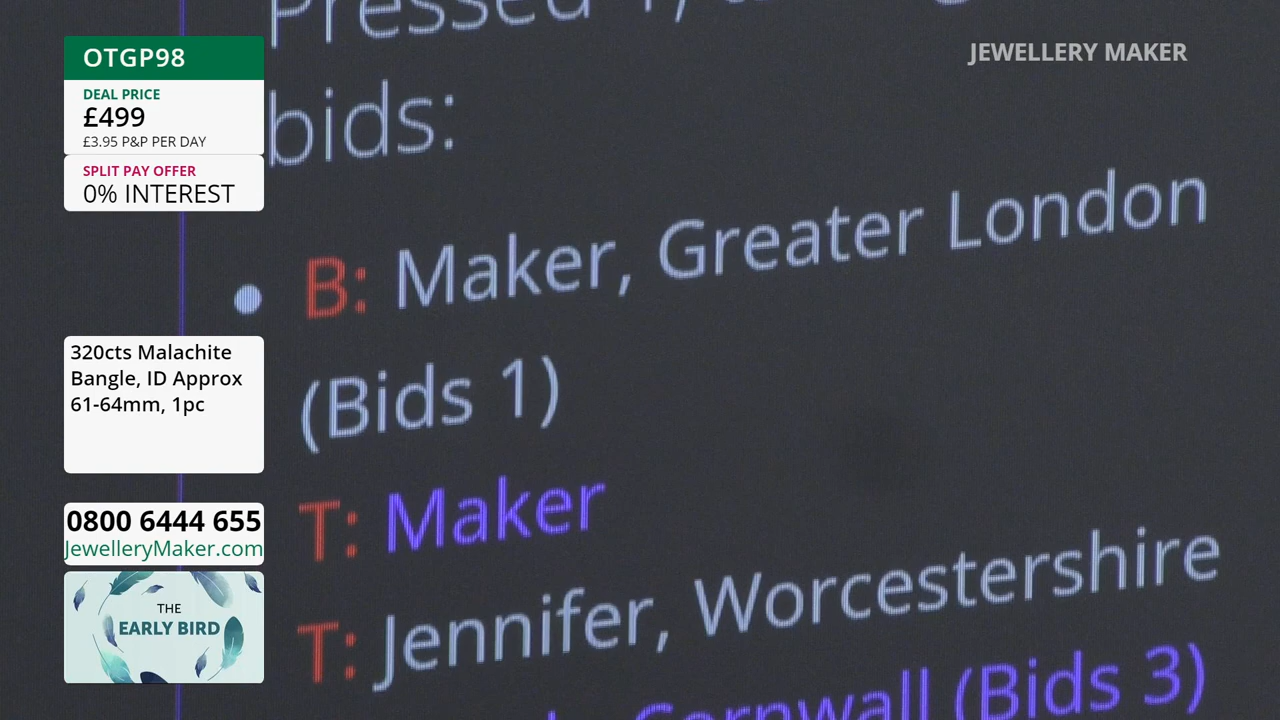 OTGP98
DEAL PRICE
£499
£3.95 P&P PER DAY
SPLIT PAY OFFER
0% INTEREST
320cts Malachite
Bangle, ID Approx
61-64mm, 1pc
0800 6444 655
JewelleryMaker.com
THE
EARLY BIRD
JEWELLERY MAKER
Pressed 1,
bids:
B: Maker, Greater London
(Bids 1)
T: Maker
T: Jennifer, Worcestershire
Cornwall (Bids 3)